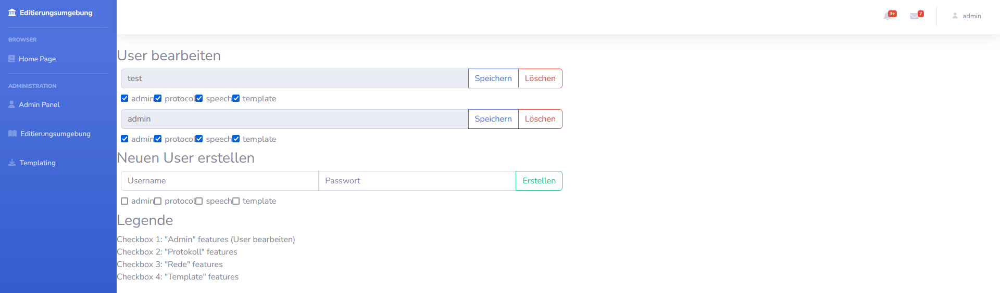 Editierungsumgebung
3+ 7 admin
BROWSER
Home Page
ADMINISTRATION
Admin Panel
Editierungsumgebung
Templating
User bearbeiten
test Speichern Löschen
admin protocol speech template
admin Speichern Löschen
admin protocol speech template
Neuen User erstellen
Username Passwort Erstellen
admin protocol speech template
Legende
Checkbox 1: "Admin" features (User bearbeiten)
Checkbox 2: "Protokoll" features
Checkbox 3: "Rede" features
Checkbox 4: "Template" features